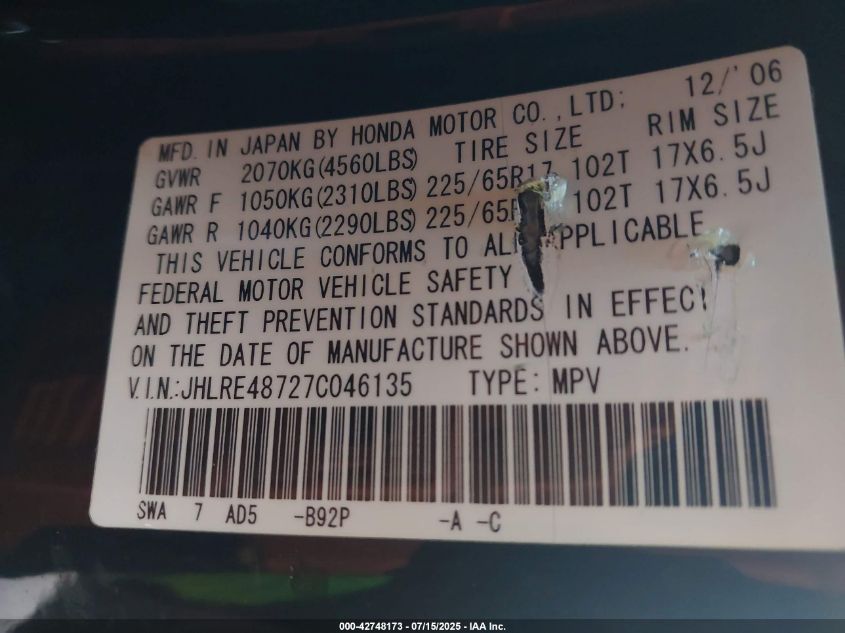 MFD. IN JAPAN BY HONDA MOTOR CO.,LTD; 12/'06
GVWR 2070KG(4560LBS) TIRE SIZE RIM SIZE
GAWR F 1050KG(2310LBS) 225/65R17 102T 17X6.5J
GAWR R 1040KG(2290LBS) 225/65 102T 17X6.5J
THIS VEHICLE CONFORMS TO ALL APPLICABLE
FEDERAL MOTOR VEHICLE SAFETY
AND THEFT PREVENTION STANDARDS IN EFFECT
ON THE DATE OF MANUFACTURE SHOWN ABOVE.
V.I.N.:JHLRE48727C046135 TYPE: MPV
SWA 7 AD5 -B92P -A -C
000-42748173 - 07/15/2025 - IAA Inc.